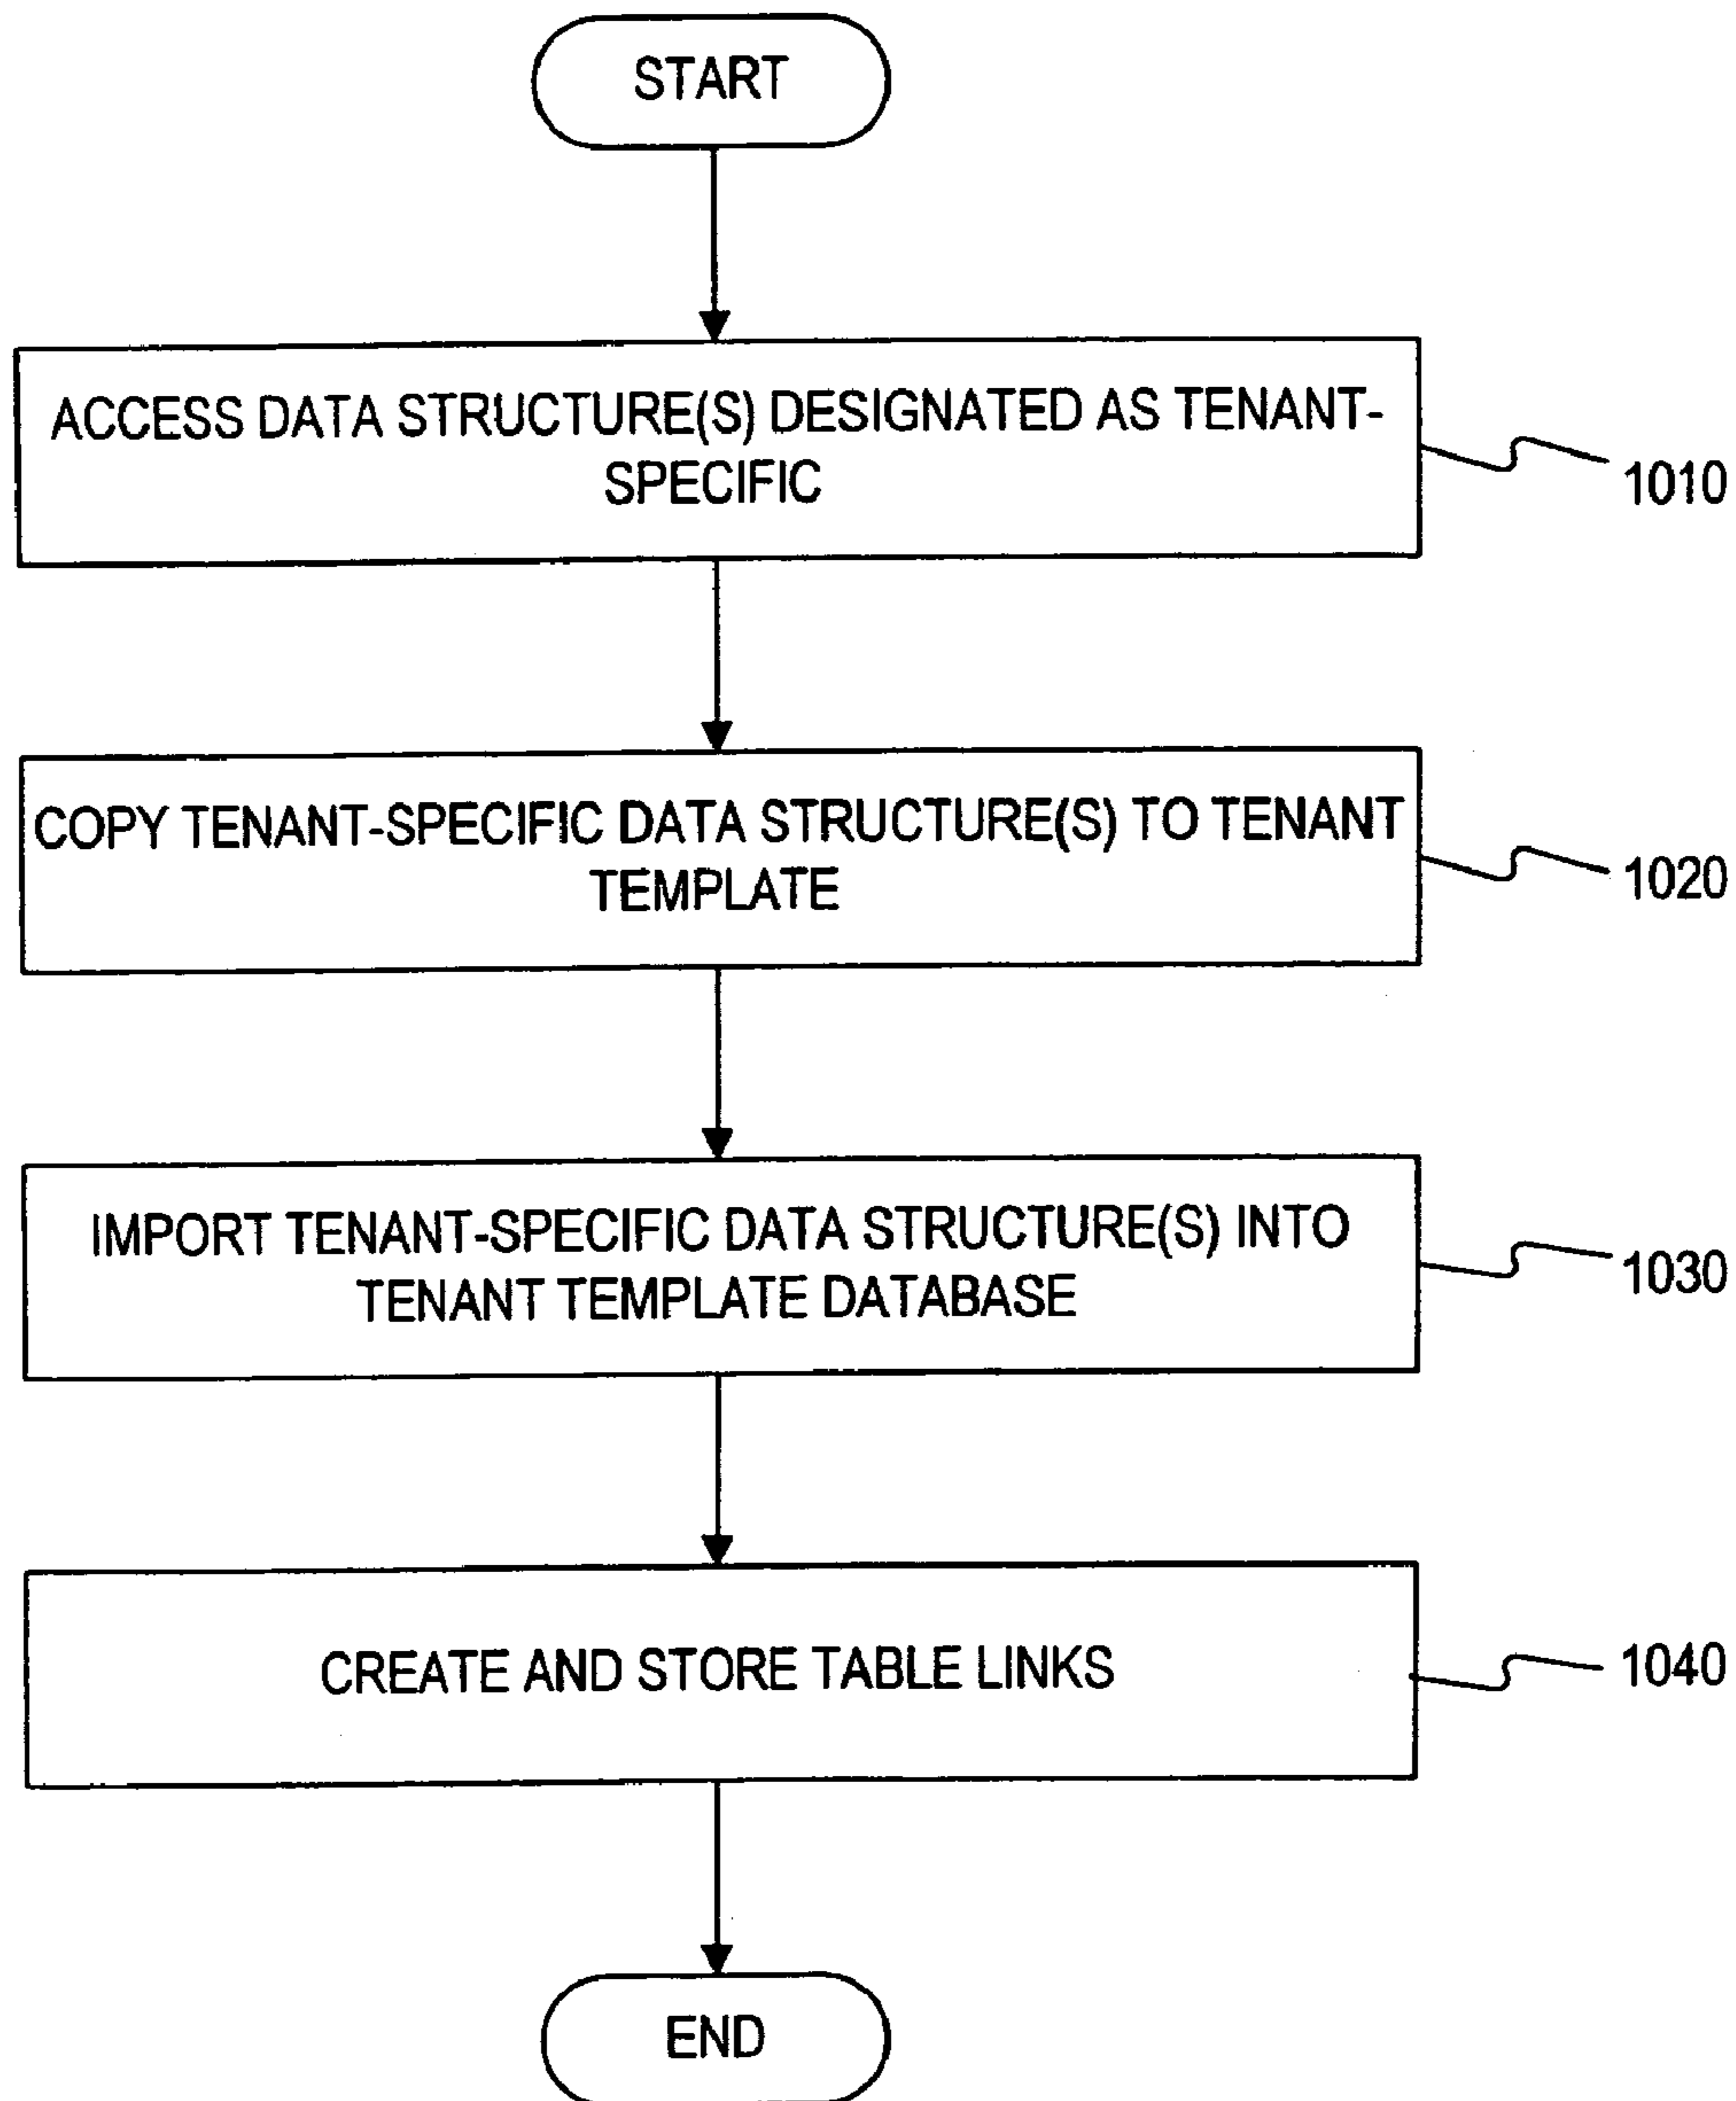 START
ACCESS DATA STRUCTURE(S) DESIGNATED AS TENANT-
SPECIFIC
1010
COPY TENANT-SPECIFIC DATA STRUCTURE(S) TO TENANT
TEMPLATE
1020
IMPORT TENANT-SPECIFIC DATA STRUCTURE(S) INTO
TENANT TEMPLATE DATABASE
1030
CREATE AND STORE TABLE LINKS
1040
END